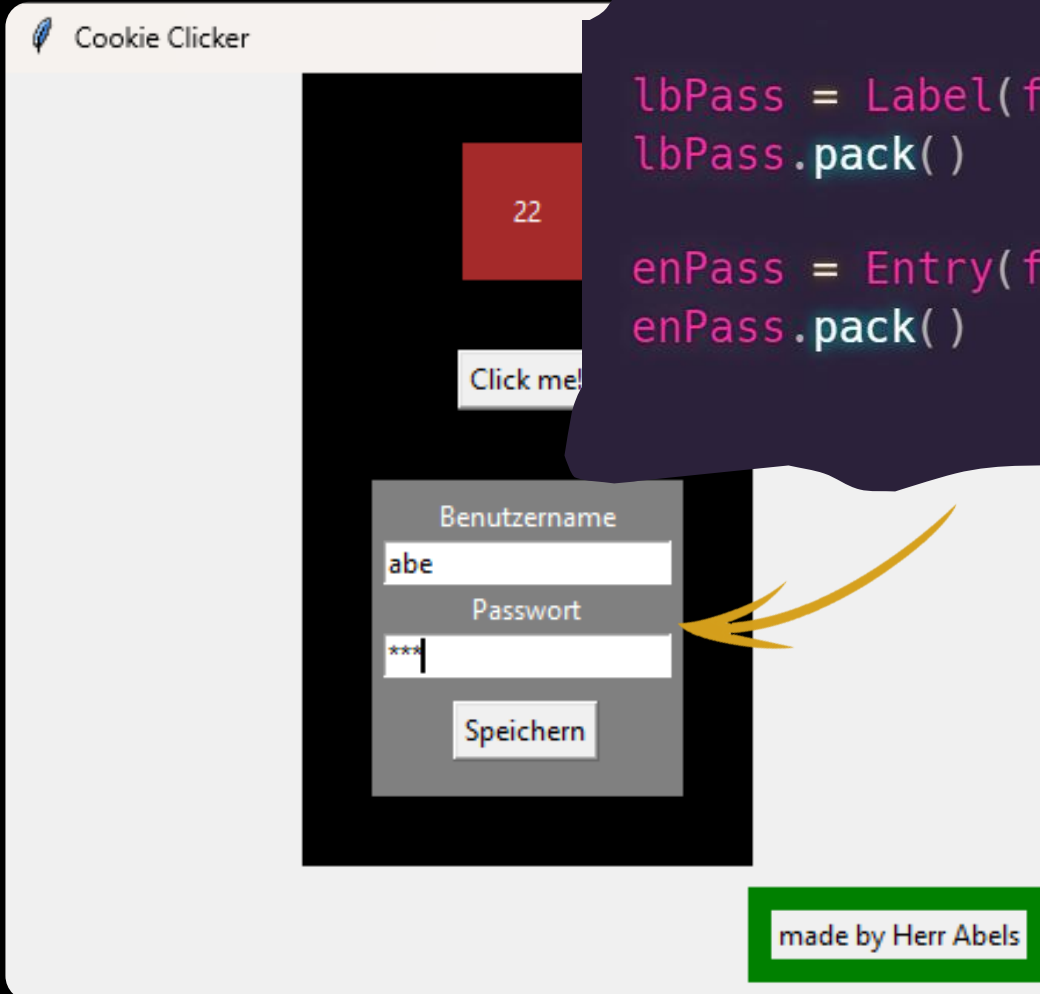 Cookie Clicker
lbPass = Label(f
lbPass.pack()
enPass = Entry(f
enPass.pack()
22
Click me!
Benutzername
abe
Passwort
***
Speichern
made by Herr Abels